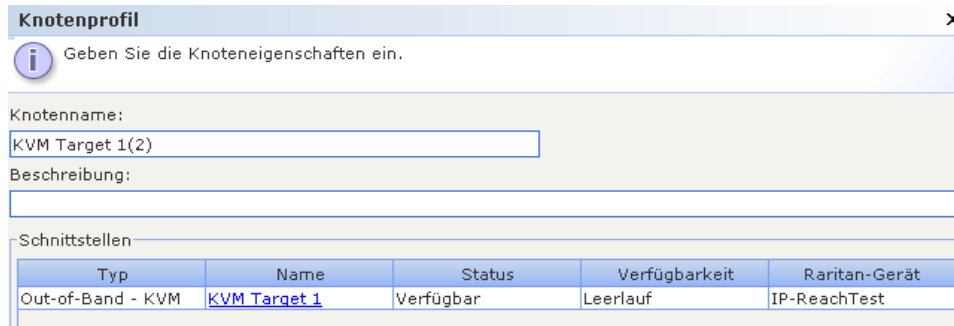 Knotenprofil
Geben Sie die Knoteneigenschaften ein.
Knotenname:
KVM Target 1(2)
Beschreibung:
Schnittstellen
Typ Name Status Verfügbarkeit Raritan-Gerät
Out-of-Band - KVM KVM Target 1 Verfügbar Leerlauf IP-ReachTest